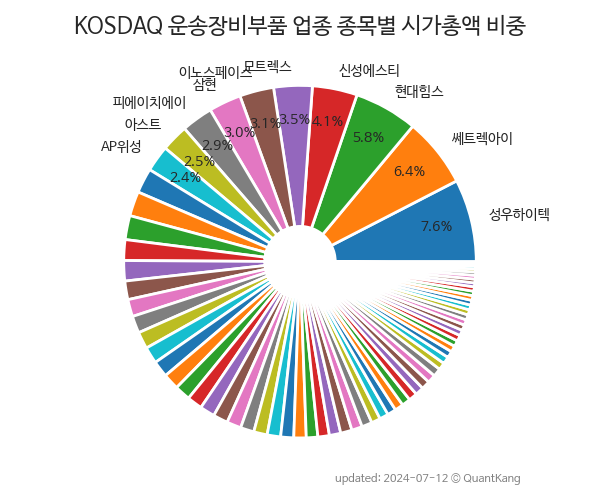 KOSDAQ 운송장비부품 업종 종목별 시가총액 비중
이노스페이스
모트렉스
신성에스티
삼현
현대힘스
피에이치에이
아스트
쎄트렉아이
AP위성
성우하이텍
2.4%
2.5%
2.9%
3.0%
3.1%
3.5%
4.1%
5.8%
6.4%
7.6%
updated: 2024-07-12 © QuantKang